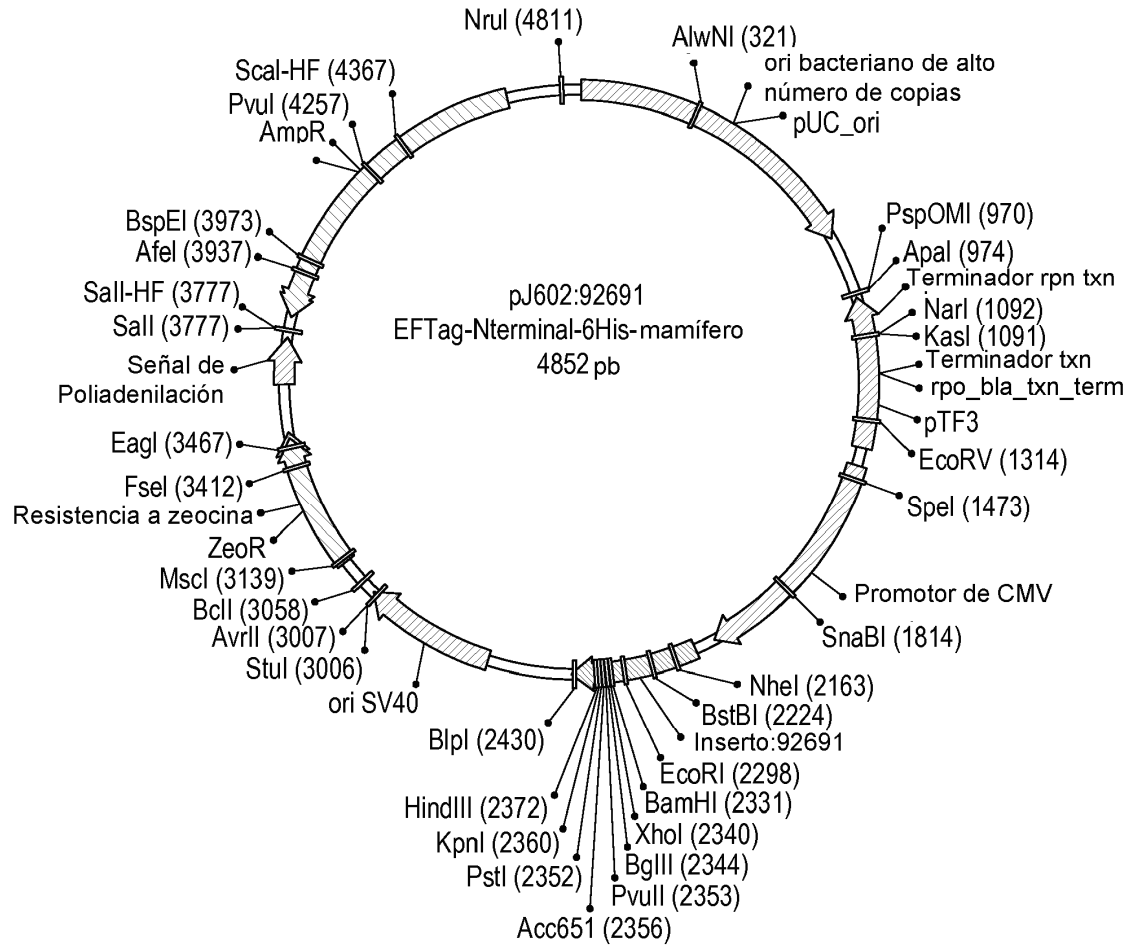 NruI (4811)
AlwNI (321)
ori bacteriano de alto
número de copias
pUC_ori
ScaI-HF (4367)
PvuI (4257)
AmpR
BspEI (3973)
AfeI (3937)
SalI-HF (3777)
SalI (3777)
Señal de
Poliadenilación
EagI (3467)
FseI (3412)
Resistencia a zeocina
ZeoR
MscI (3139)
BclI (3058)
AvrII (3007)
StuI (3006)
ori SV40
pJ602:92691
EFTag-Nterminal-6His-mamífero
4852 pb
PspOMI (970)
ApaI (974)
Terminador rpn txn
NarI (1092)
KasI (1091)
Terminador txn
rpo_bla_txn_term
pTF3
EcoRV (1314)
SpeI (1473)
Promotor de CMV
SnaBI (1814)
NheI (2163)
BstBI (2224)
Inserto:92691
EcoRI (2298)
BamHI (2331)
XhoI (2340)
BglII (2344)
PvuII (2353)
BlpI (2430)
HindIII (2372)
KpnI (2360)
PstI (2352)
Acc651 (2356)